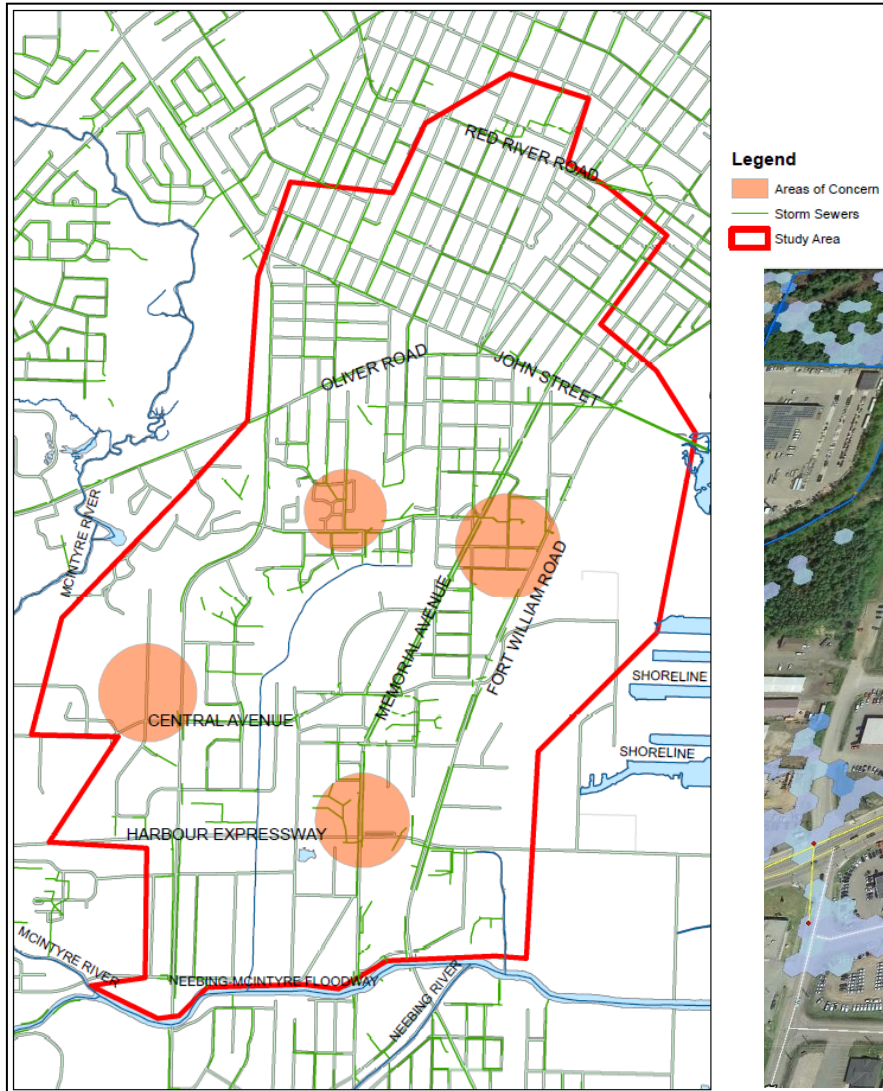 RED RIVER ROAD
OLIVER ROAD
JOHN STREET
MCINTYRE RIVER
MEMORIAL AVENUE
FORT WILLIAM ROAD
SHORELINE
CENTRAL AVENUE
SHORELINE
HARBOUR EXPRESSWAY
MCINTYRE RIVER
NEEBING-MCINTYRE FLOODWAY
NEEBING RIVER
Legend
Areas of Concern
Storm Sewers
Study Area